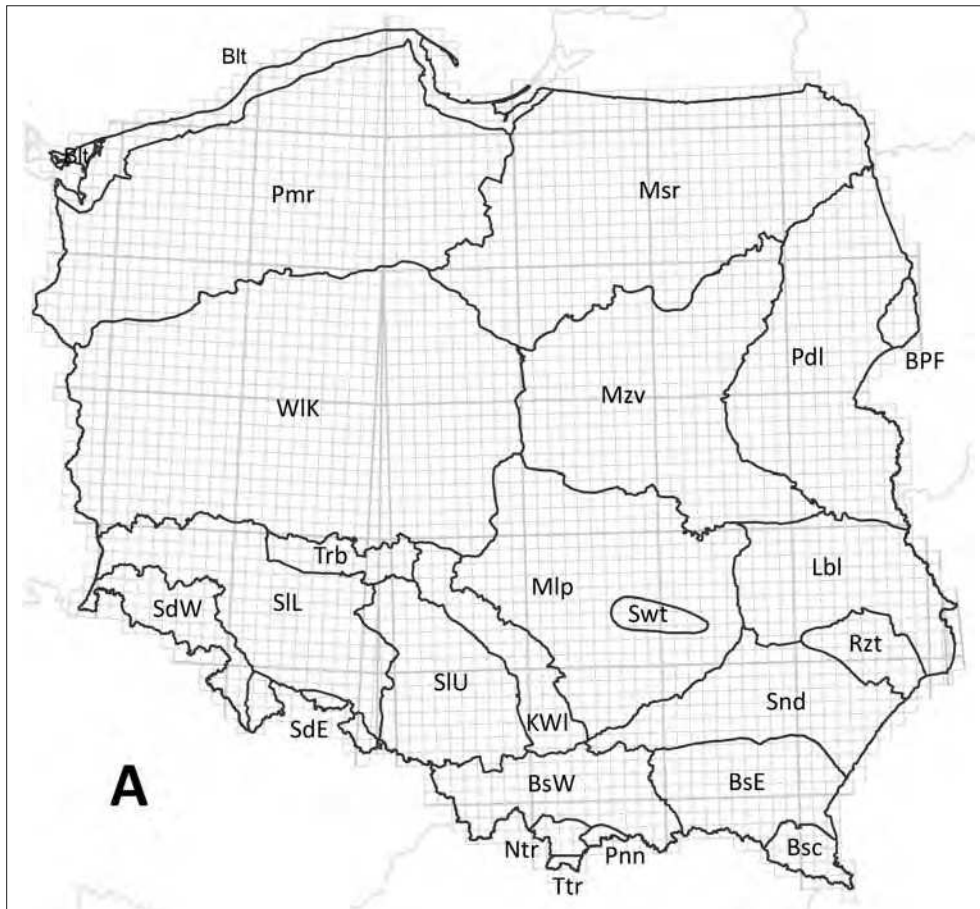 Blt
Blt
Pmr
Msr
Pdl
BPF
WlK
Mzv
Trb
Lbl
SdW
SlL
Mlp
Swt
Rzt
SlU
Snd
SdE
KWl
A
BsW
BsE
Ntr
Pnn
Bsc
Ttr